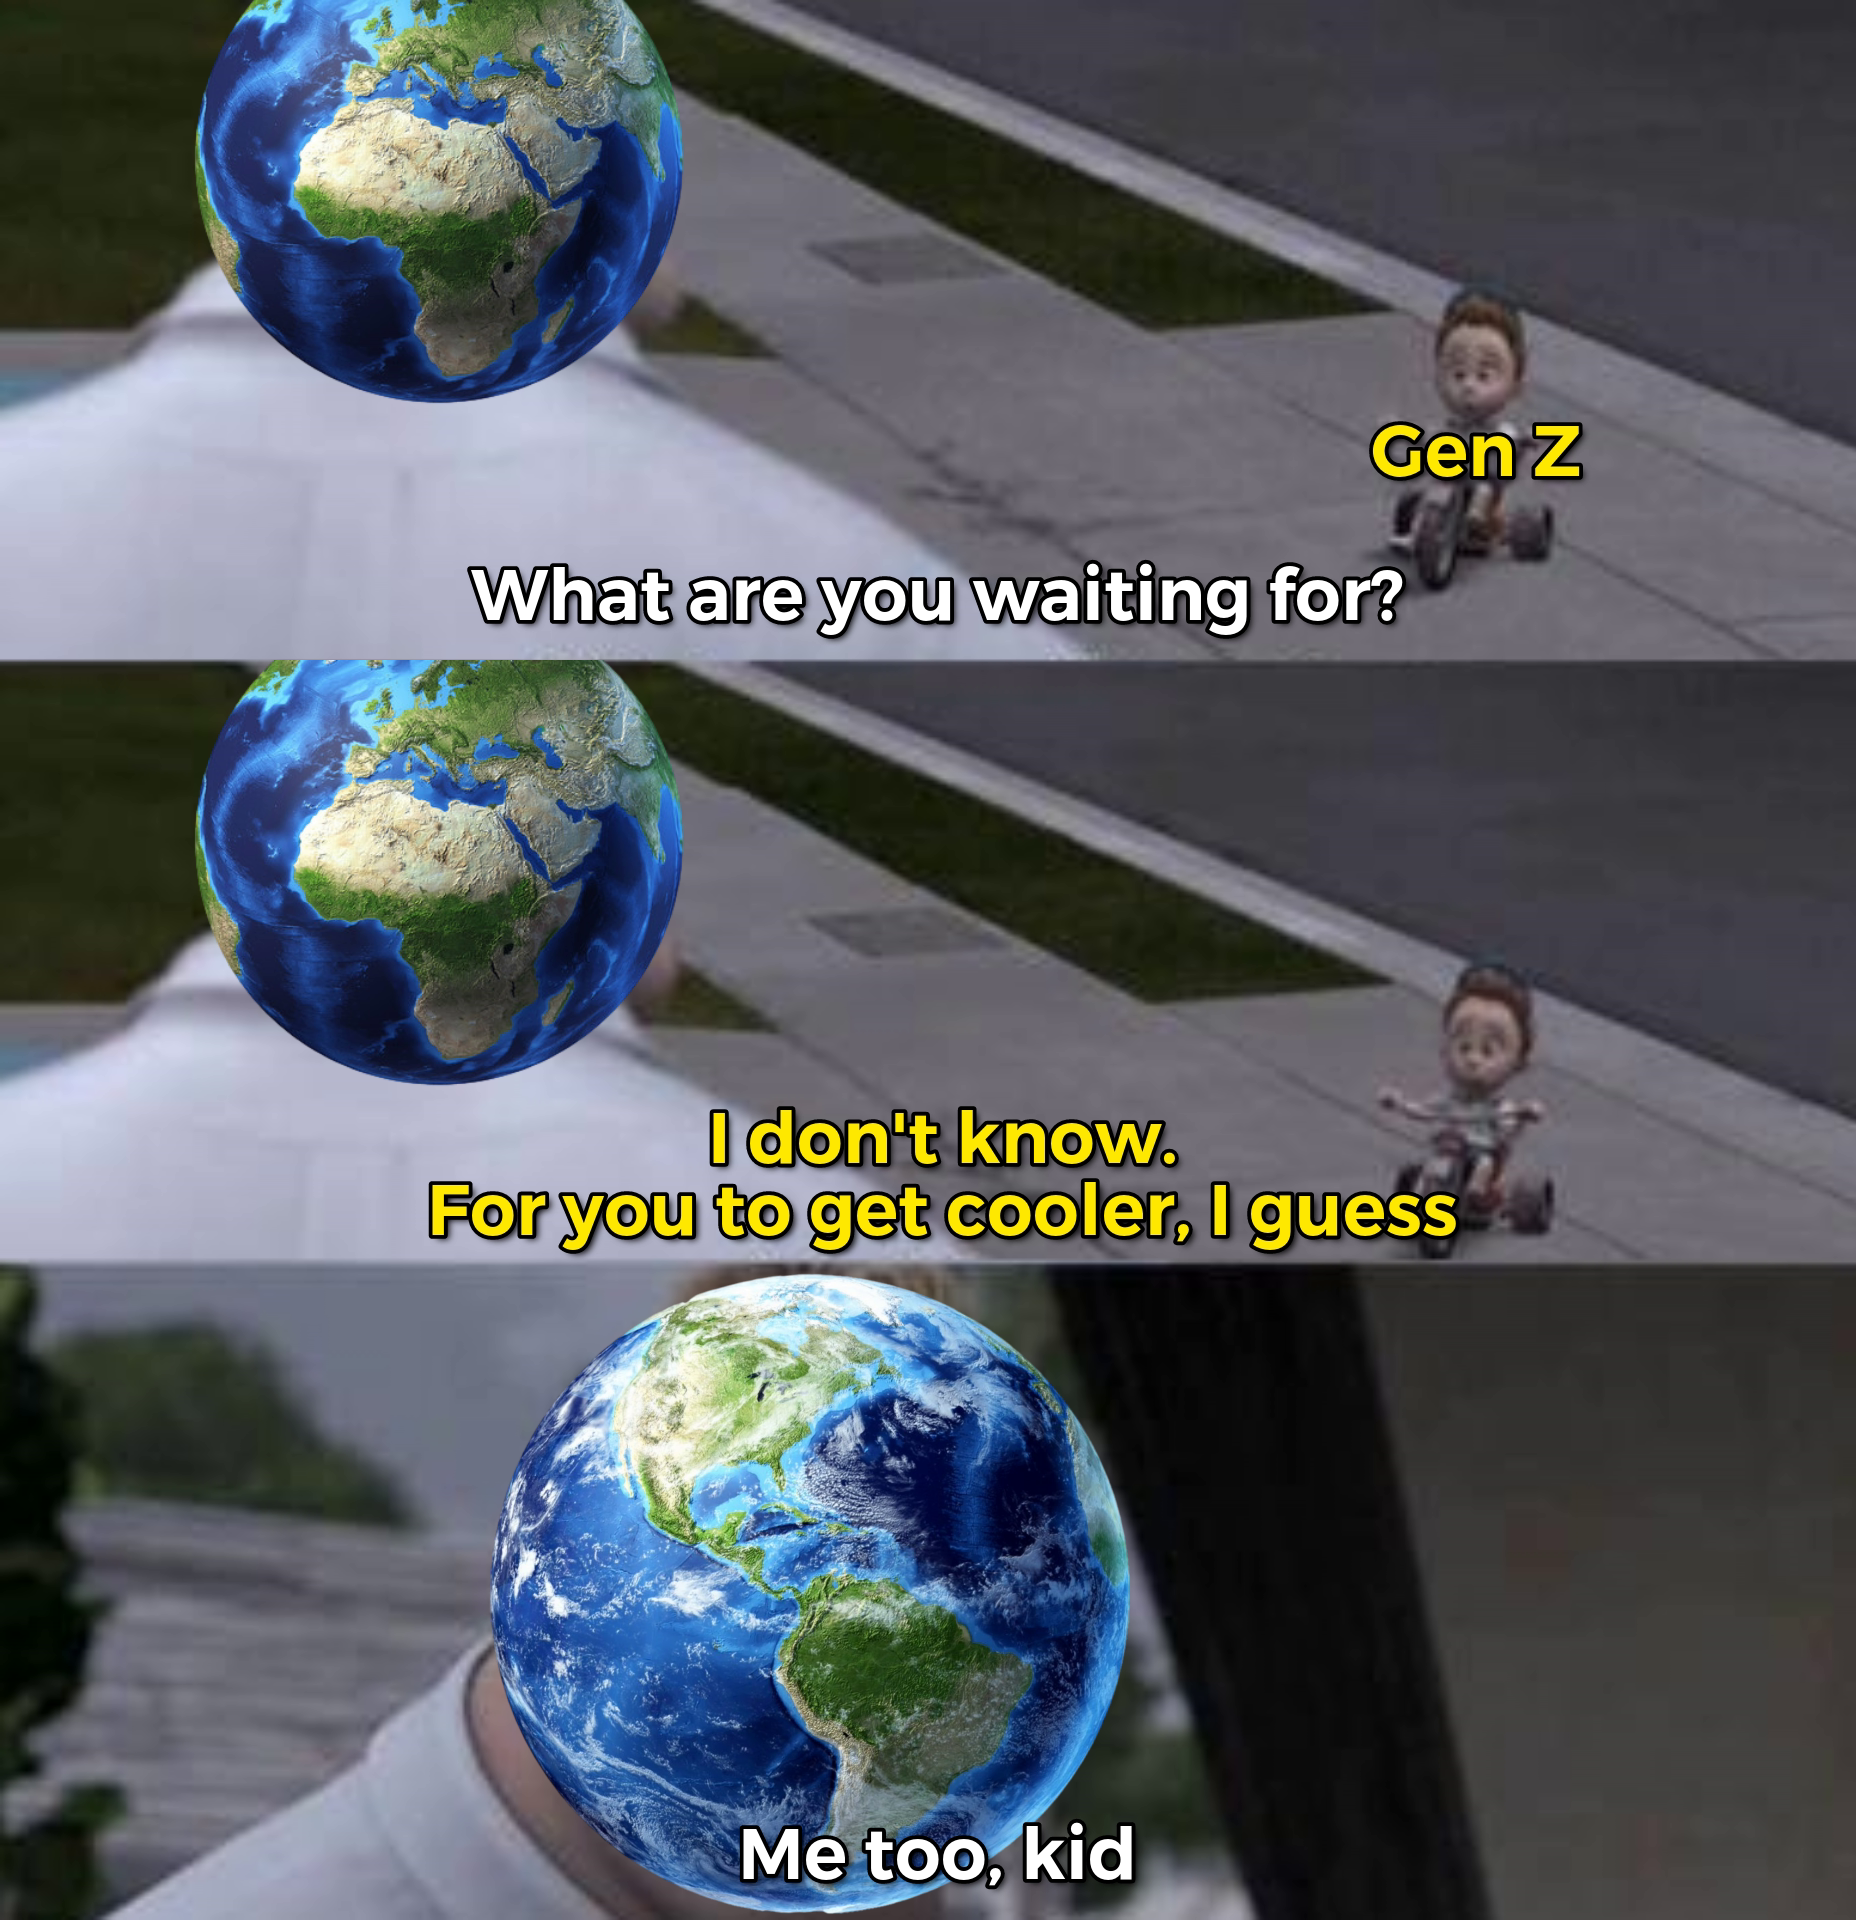 Gen Z
What are you waiting for?
I don't know.
For you to get cooler, I guess
Me too, kid